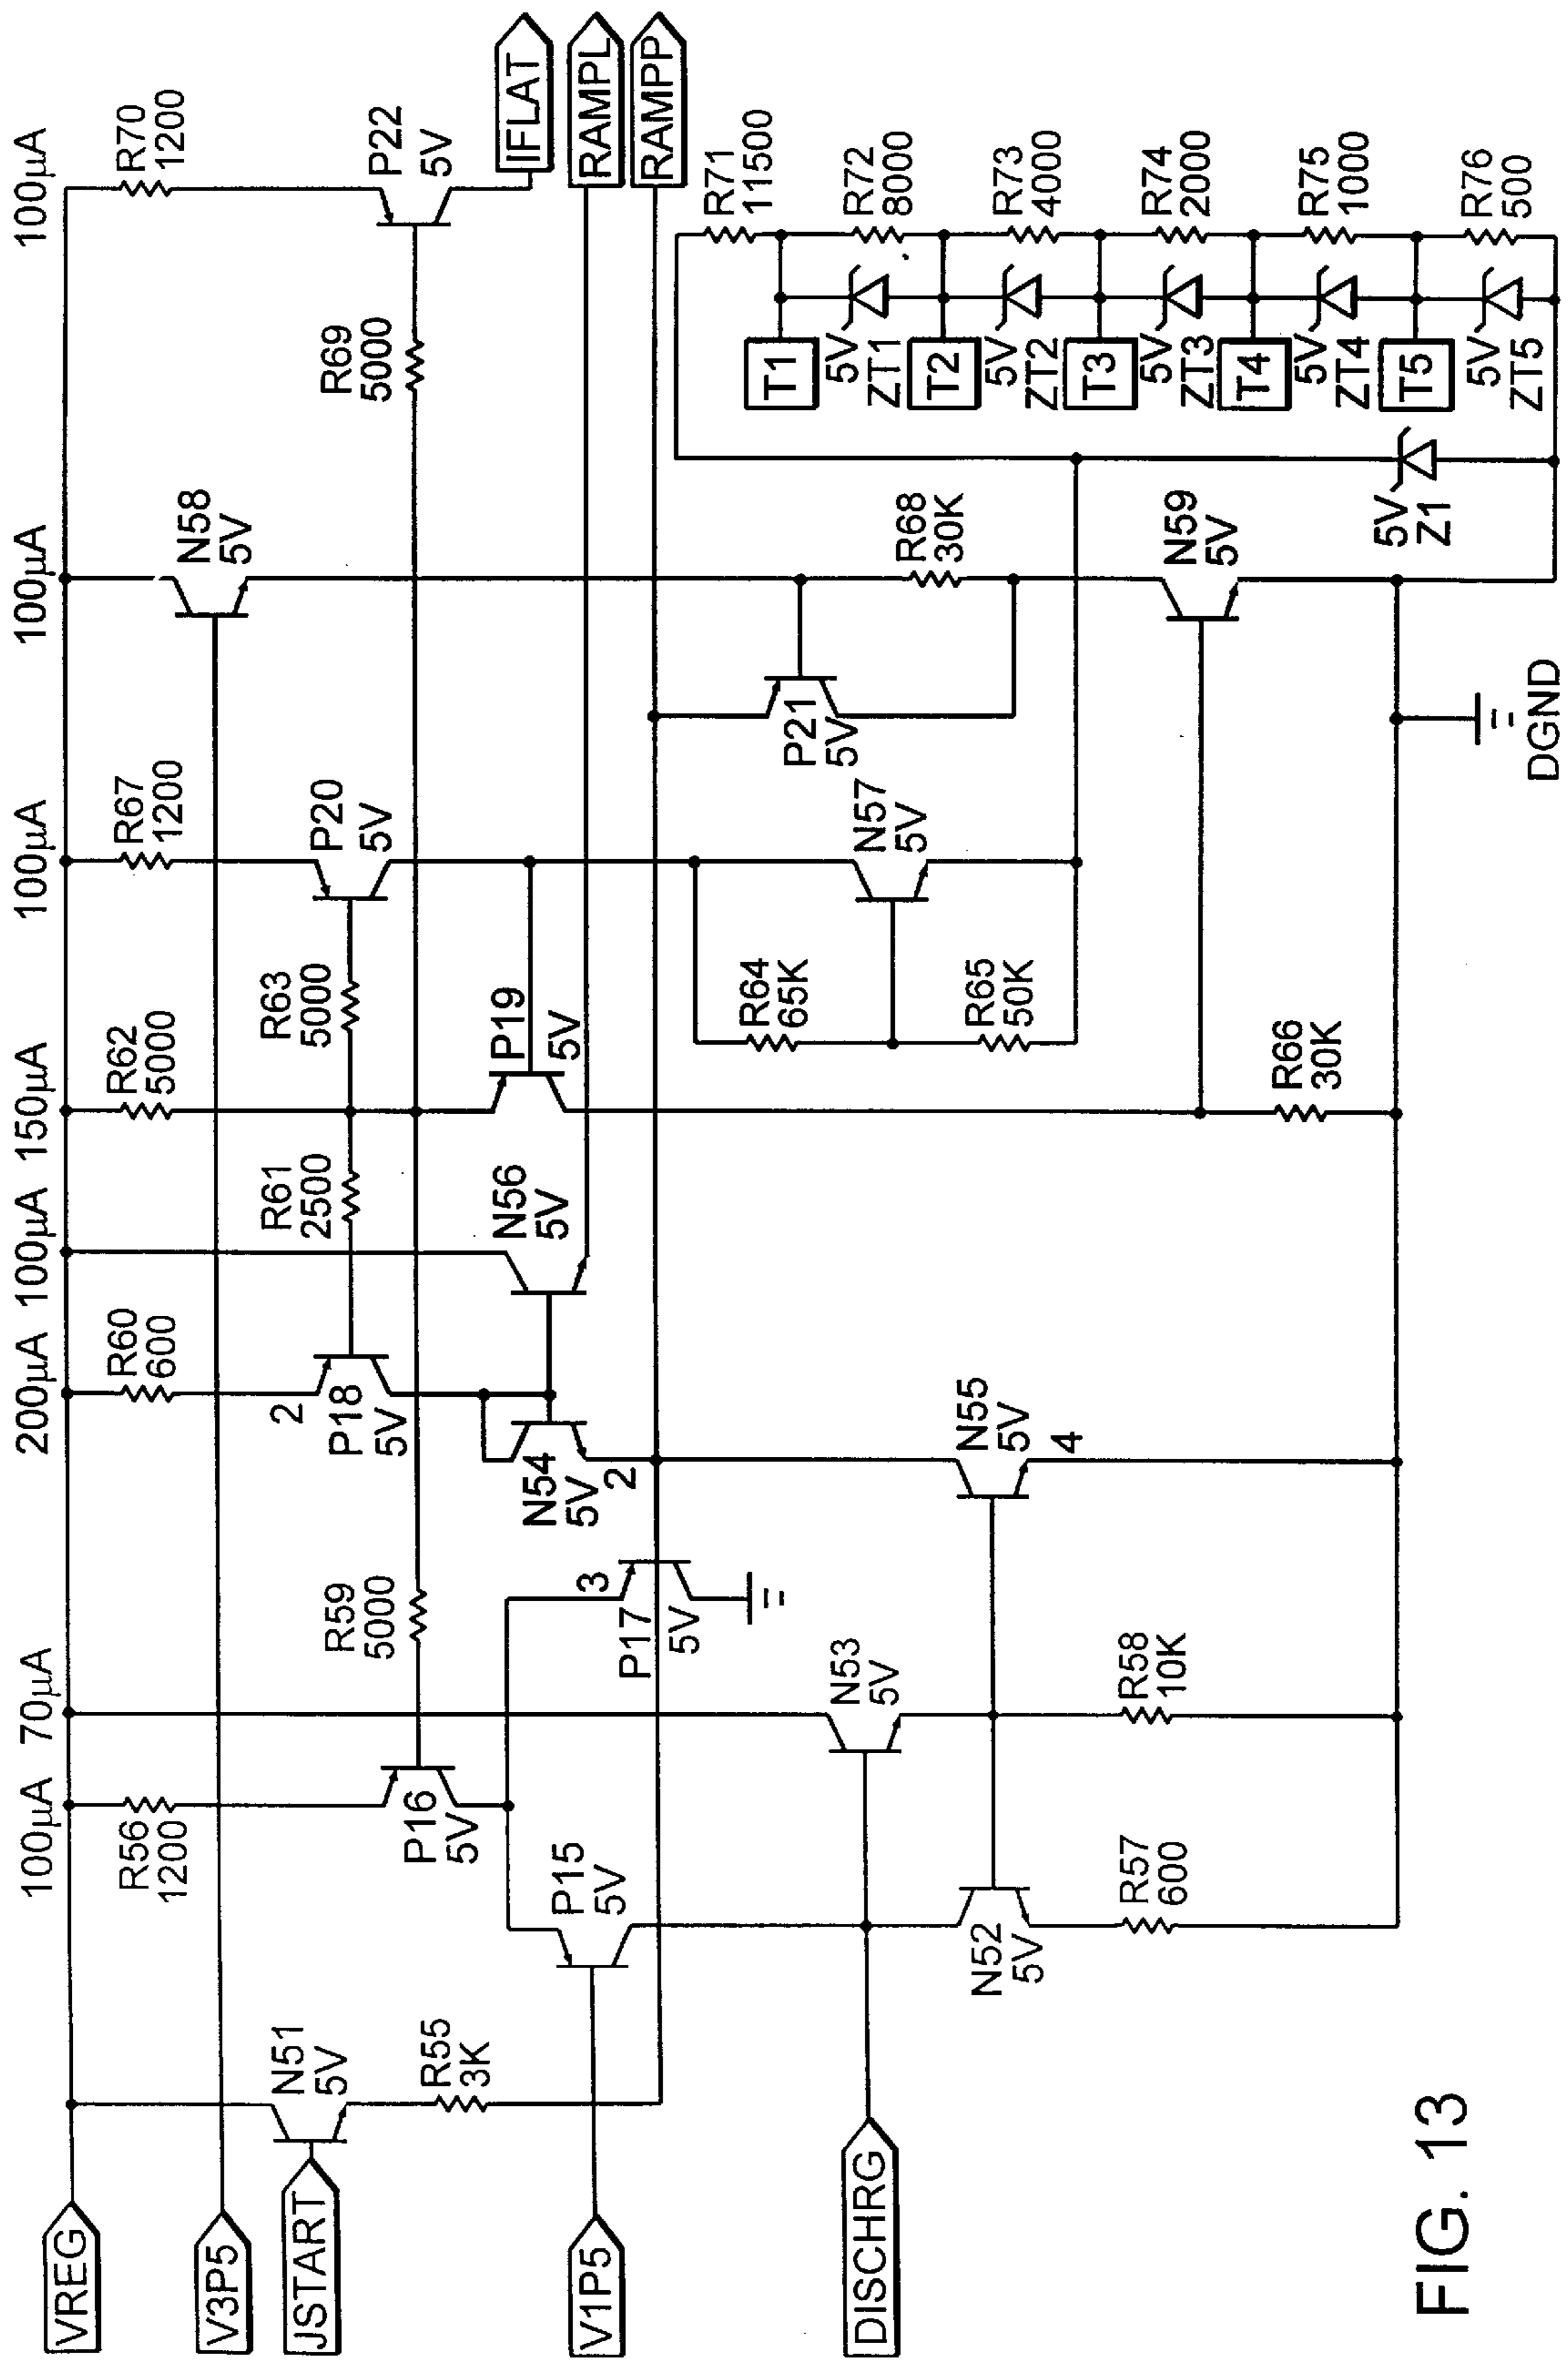 100µA
70µA
200µA
100µA
150µA
100µA
100µA
100µA
VREG
V3P5
JSTART
V1P5
DISCHRG
N51
5V
R55
3K
R56
1200
P16
5V
P15
5V
N52
5V
R57
600
N53
5V
R58
10K
R59
5000
3
P17
5V
R60
600
2
P18
5V
N54
5V
2
N55
5V
4
N56
5V
R61
2500
R62
5000
R63
5000
P19
5V
R64
65K
R65
50K
R66
30K
R67
1200
P20
5V
N57
5V
P21
5V
N58
5V
R68
30K
N59
5V
DGND
R69
5000
R70
1200
P22
5V
IFLAT
RAMPL
RAMPP
5V
Z1
R71
11500
T1
5V
ZT1
R72
8000
T2
5V
ZT2
R73
4000
T3
5V
ZT3
R74
2000
T4
5V
ZT4
R75
1000
T5
5V
ZT5
R76
500
FIG. 13